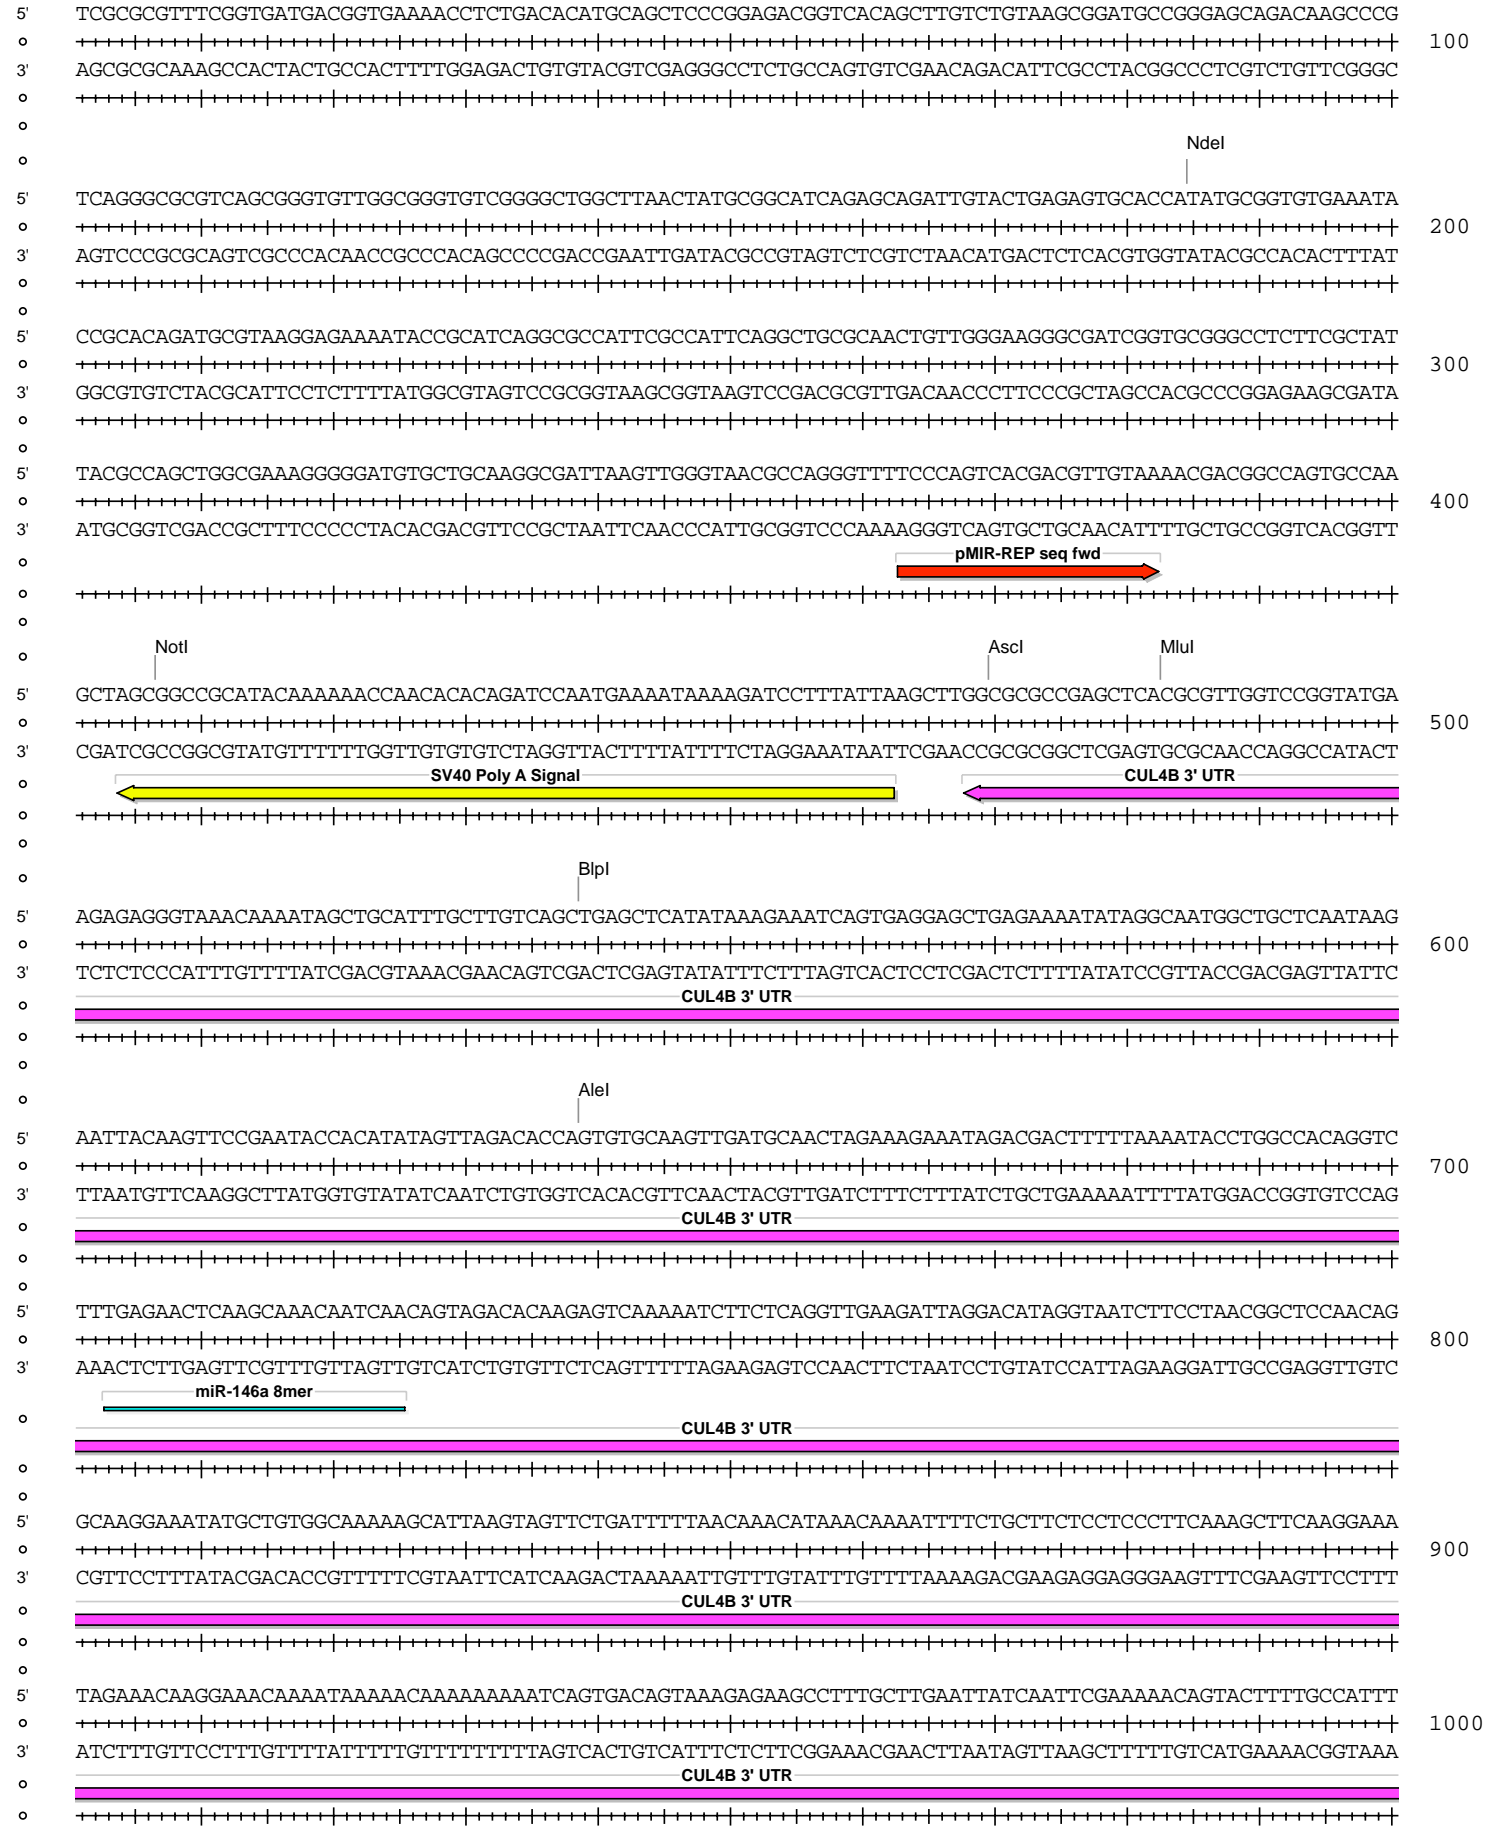 5' TCGCGCGTTTCGGTGATGACGGTGAAAACCTCTGACACATGCAGCTCCCGGAGACGGTCACAGCTTGTCTGTAAGCGGATGCCGGGAGCAGACAAGCCCG
100
3' AGCGCGCAAAGCCACTACTGCCACTTTTGGAGACTGTGTACGTCGAGGGCCTCTGCCAGTGTCGAACAGACATTCGCCTACGGCCCTCGTCTGTTCGGGC
NdeI
5' TCAGGGCGCGTCAGCGGGTGTTGGCGGGTGTCGGGGCTGGCTTAACTATGCGGCATCAGAGCAGATTGTACTGAGAGTGCACCATATGCGGTGTGAAATA
200
3' AGTCCCGCGCAGTCGCCCACAACCGCCCACAGCCCCGACCGAATTGATACGCCGTAGTCTCGTCTAACATGACTCTCACGTGGTATACGCCACACTTTAT
5' CCGCACAGATGCGTAAGGAGAAAATACCGCATCAGGCGCCATTCGCCATTCAGGCTGCGCAACTGTTGGGAAGGGCGATCGGTGCGGGCCTCTTCGCTAT
300
3' GGCGTGTCTACGCATTCCTCTTTTATGGCGTAGTCCGCGGTAAGCGGTAAGTCCGACGCGTTGACAACCCTTCCCGCTAGCCACGCCCGGAGAAGCGATA
5' TACGCCAGCTGGCGAAAGGGGGATGTGCTGCAAGGCGATTAAGTTGGGTAACGCCAGGGTTTTCCCAGTCACGACGTTGTAAAACGACGGCCAGTGCCAA
400
3' ATGCGGTCGACCGCTTTCCCCCTACACGACGTTCCGCTAATTCAACCCATTGCGGTCCCAAAAGGGTCAGTGCTGCAACATTTTGCTGCCGGTCACGGTT
pMIR-REP seq fwd
NotI AscI MluI
5' GCTAGCGGCCGCATACAAAAAACCAACACACAGATCCAATGAAAATAAAAGATCCTTTATTAAGCTTGGCGCGCCGAGCTCACGCGTTGGTCCGGTATGA
500
3' CGATCGCCGGCGTATGTTTTTTGGTTGTGTGTCTAGGTTACTTTTATTTTCTAGGAAATAATTCGAACCGCGCGGCTCGAGTGCGCAACCAGGCCATACT
SV40 Poly A Signal CUL4B 3' UTR
BlpI
5' AGAGAGGGTAAACAAAATAGCTGCATTTGCTTGTCAGCTGAGCTCATATAAAGAAATCAGTGAGGAGCTGAGAAAATATAGGCAATGGCTGCTCAATAAG
600
3' TCTCTCCCATTTGTTTTATCGACGTAAACGAACAGTCGACTCGAGTATATTTCTTTAGTCACTCCTCGACTCTTTTATATCCGTTACCGACGAGTTATTC
CUL4B 3' UTR
AleI
5' AATTACAAGTTCCGAATACCACATATAGTTAGACACCAGTGTGCAAGTTGATGCAACTAGAAAGAAATAGACGACTTTTTAAAATACCTGGCCACAGGTC
700
3' TTAATGTTCAAGGCTTATGGTGTATATCAATCTGTGGTCACACGTTCAACTACGTTGATCTTTCTTTATCTGCTGAAAAATTTTATGGACCGGTGTCCAG
CUL4B 3' UTR
5' TTTGAGAACTCAAGCAAACAATCAACAGTAGACACAAGAGTCAAAAATCTTCTCAGGTTGAAGATTAGGACATAGGTAATCTTCCTAACGGCTCCAACAG
800
3' AAACTCTTGAGTTCGTTTGTTAGTTGTCATCTGTGTTCTCAGTTTTTAGAAGAGTCCAACTTCTAATCCTGTATCCATTAGAAGGATTGCCGAGGTTGTC
miR-146a 8mer
CUL4B 3' UTR
5' GCAAGGAAATATGCTGTGGCAAAAAGCATTAAGTAGTTCTGATTTTTAACAAACATAAACAAAATTTTCTGCTTCTCCTCCCTTCAAAGCTTCAAGGAAA
900
3' CGTTCCTTTATACGACACCGTTTTTCGTAATTCATCAAGACTAAAAATTGTTTGTATTTGTTTTAAAAGACGAAGAGGAGGGAAGTTTCGAAGTTCCTTT
CUL4B 3' UTR
5' TAGAAACAAGGAAACAAAATAAAAACAAAAAAAAATCAGTGACAGTAAAGAGAAGCCTTTGCTTGAATTATCAATTCGAAAAACAGTACTTTTGCCATTT
1000
3' ATCTTTGTTCCTTTGTTTTATTTTTGTTTTTTTTTAGTCACTGTCATTTCTCTTCGGAAACGAACTTAATAGTTAAGCTTTTTGTCATGAAAACGGTAAA
CUL4B 3' UTR